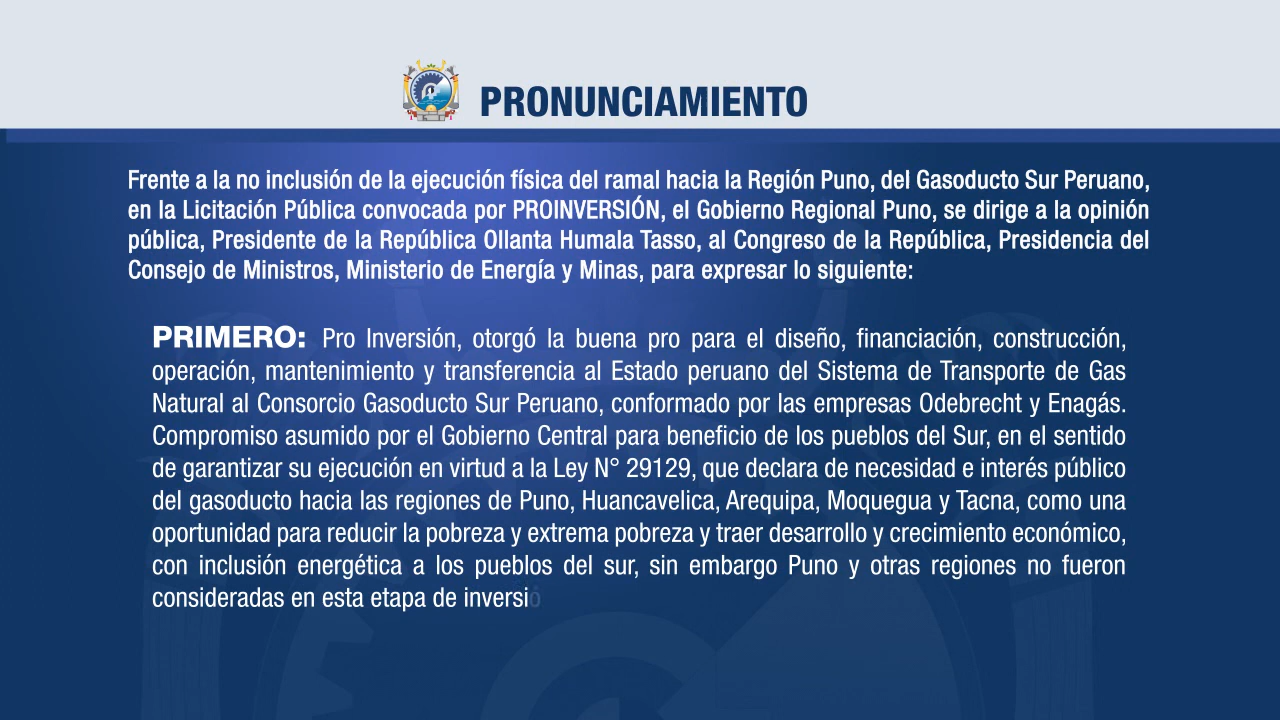 PRONUNCIAMIENTO
Frente a la no inclusión de la ejecución física del ramal hacia la Región Puno, del Gasoducto Sur Peruano,
en la Licitación Pública convocada por PROINVERSIÓN, el Gobierno Regional Puno, se dirige a la opinión
pública, Presidente de la República Ollanta Humala Tasso, al Congreso de la República, Presidencia del
Consejo de Ministros, Ministerio de Energía y Minas, para expresar lo siguiente:
PRIMERO: Pro Inversión, otorgó la buena pro para el diseño, financiación, construcción,
operación, mantenimiento y transferencia al Estado peruano del Sistema de Transporte de Gas
Natural al Consorcio Gasoducto Sur Peruano, conformado por las empresas Odebrecht y Enagás.
Compromiso asumido por el Gobierno Central para beneficio de los pueblos del Sur, en el sentido
de garantizar su ejecución en virtud a la Ley N° 29129, que declara de necesidad e interés público
del gasoducto hacia las regiones de Puno, Huancavelica, Arequipa, Moquegua y Tacna, como una
oportunidad para reducir la pobreza y extrema pobreza y traer desarrollo y crecimiento económico,
con inclusión energética a los pueblos del sur, sin embargo Puno y otras regiones no fueron
consideradas en esta etapa de inversió